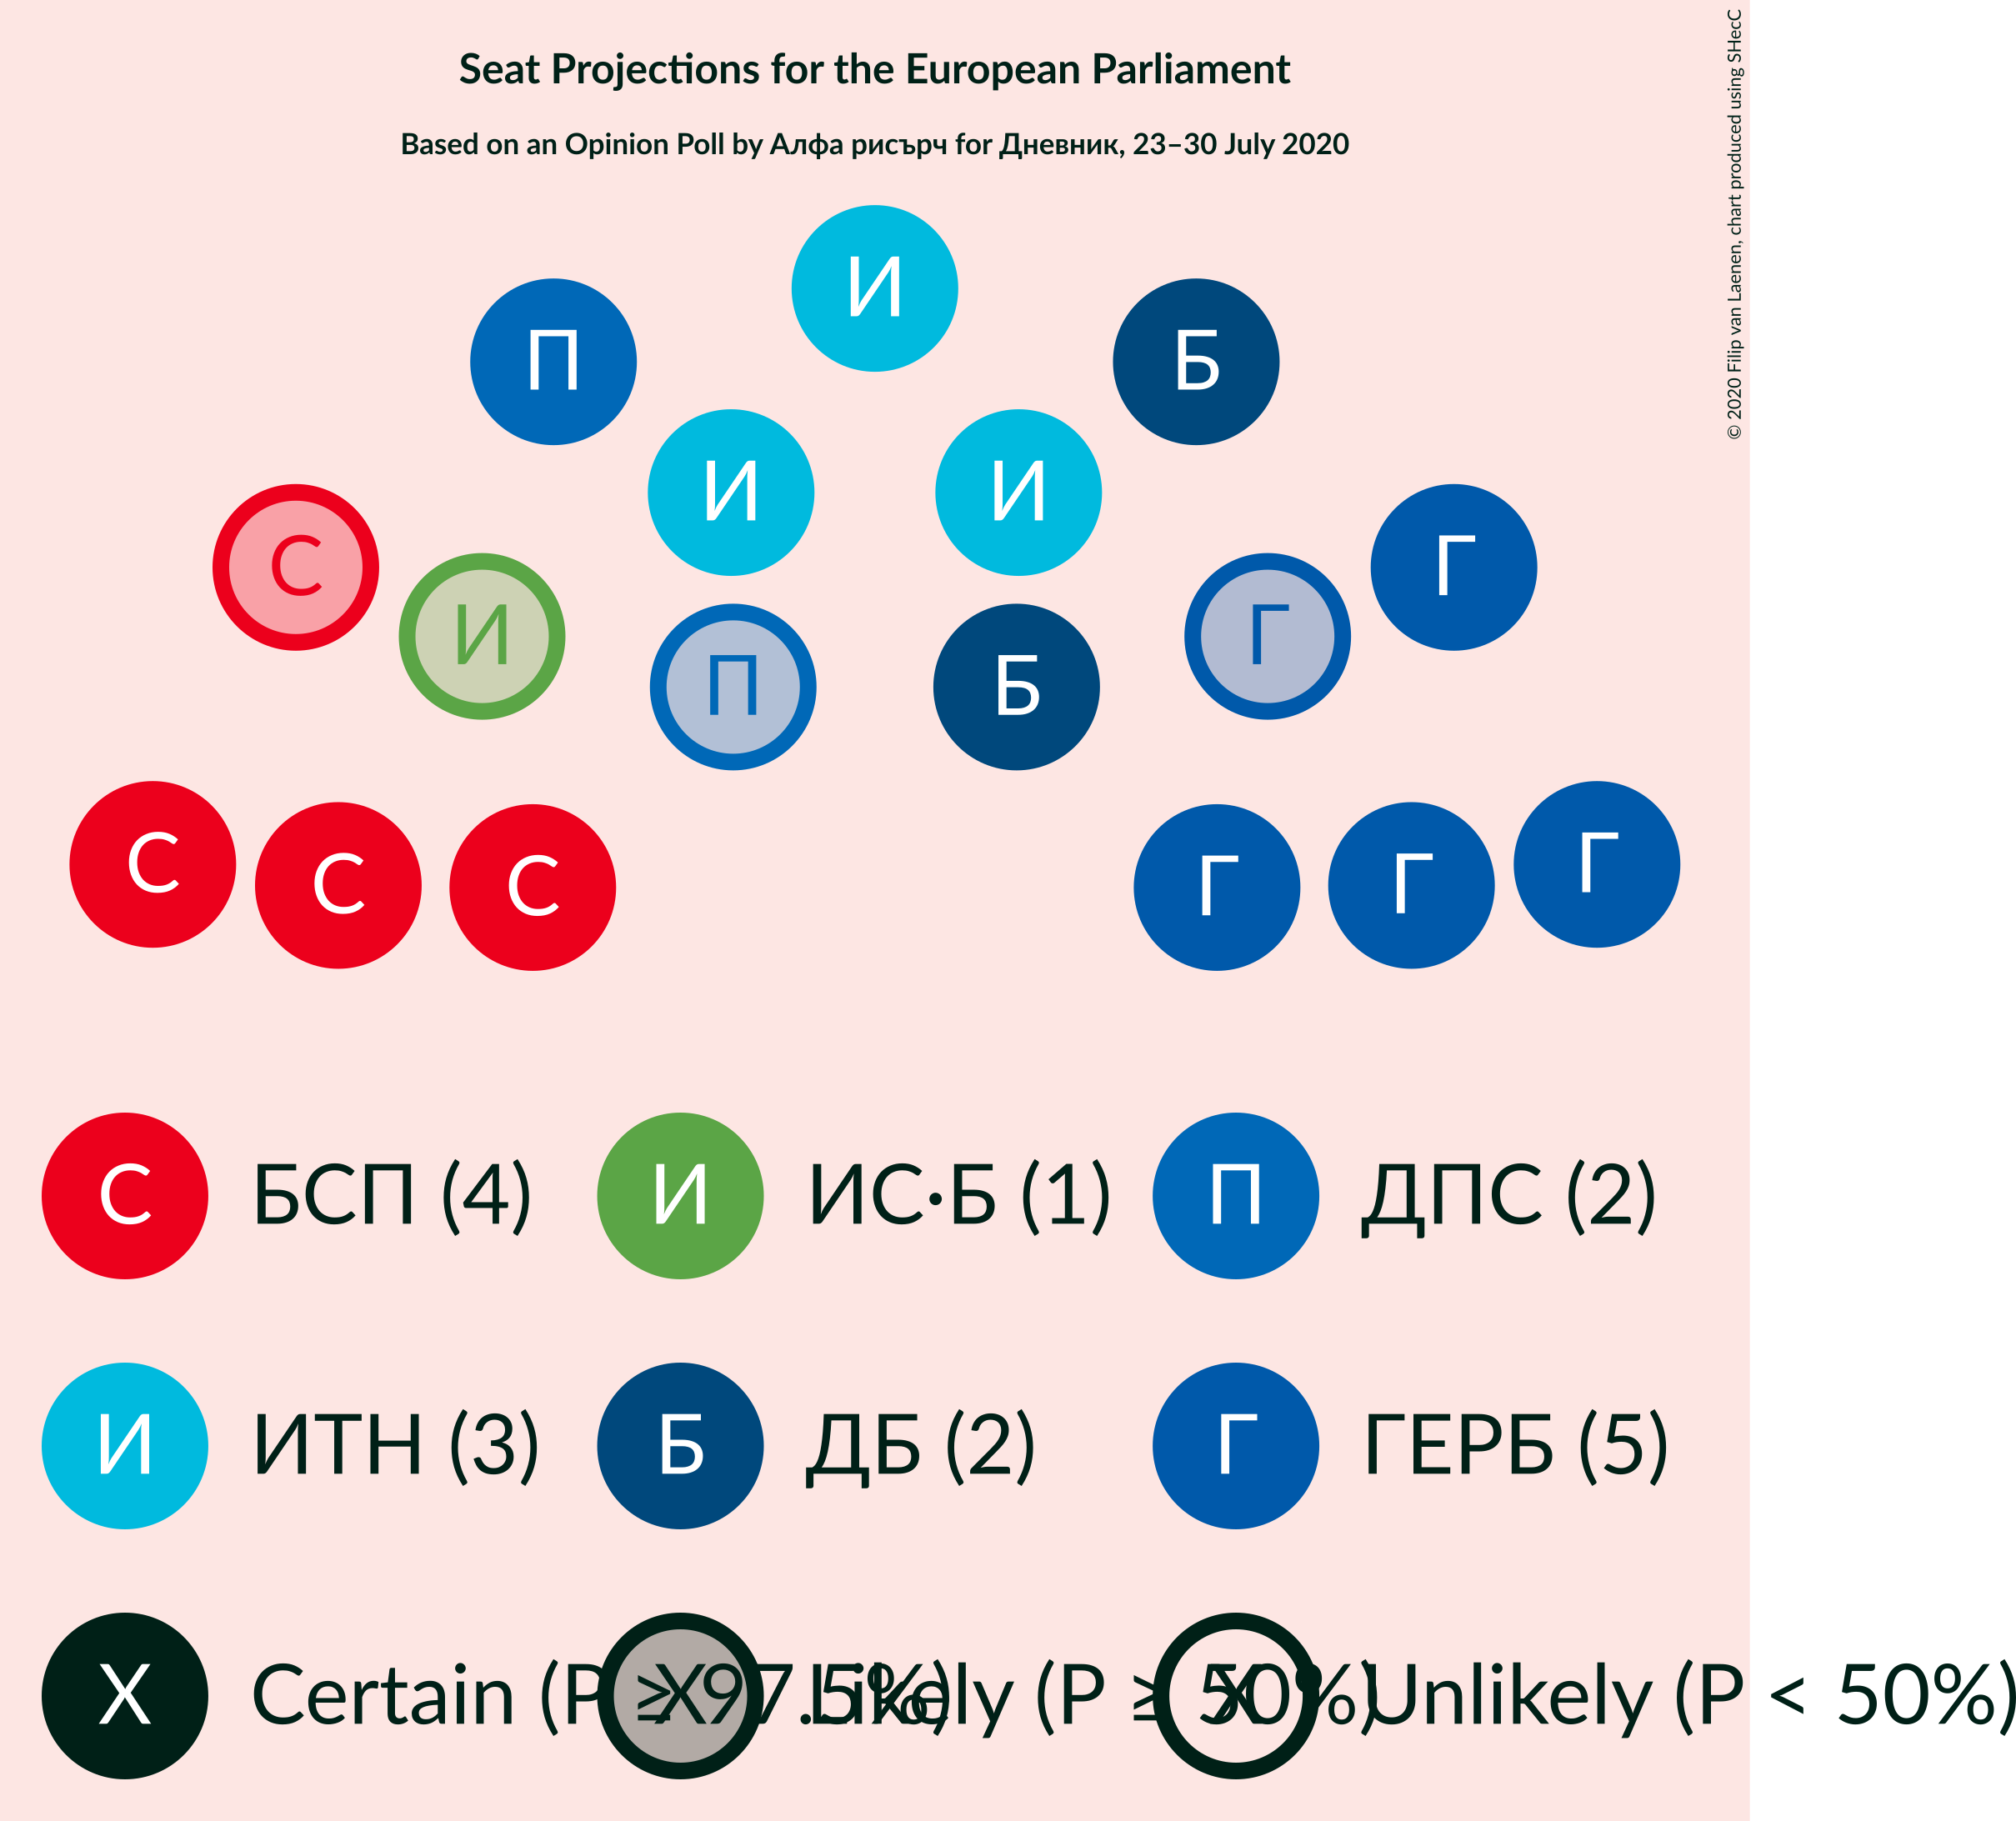 Seat Projections for the European Parliament
Based on an Opinion Poll by Алфа рисърч for Дневник, 23–30 July 2020
© 2020 Filip van Laenen, chart produced using SHecC
И
П
Б
И
И
С
Г
И
Г
П
Б
С
С
С
Г
Г
Г
С БСП (4) И ИС·Б (1) П ДПС (2)
И ИТН (3) Б ДБ (2) Г ГЕРБ (5)
X Certain (P ≥ 97.5%) X Likely (P ≥ 50%) X Unlikely (P < 50%)